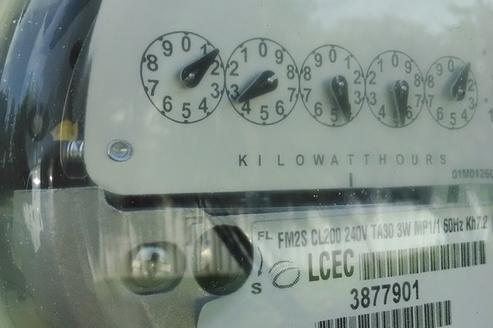 KILOWATTHOURS
FL FM2S CL200 240V TA30 3W MP1/1 60Hz Kh7.2
LCEC
S
3877901